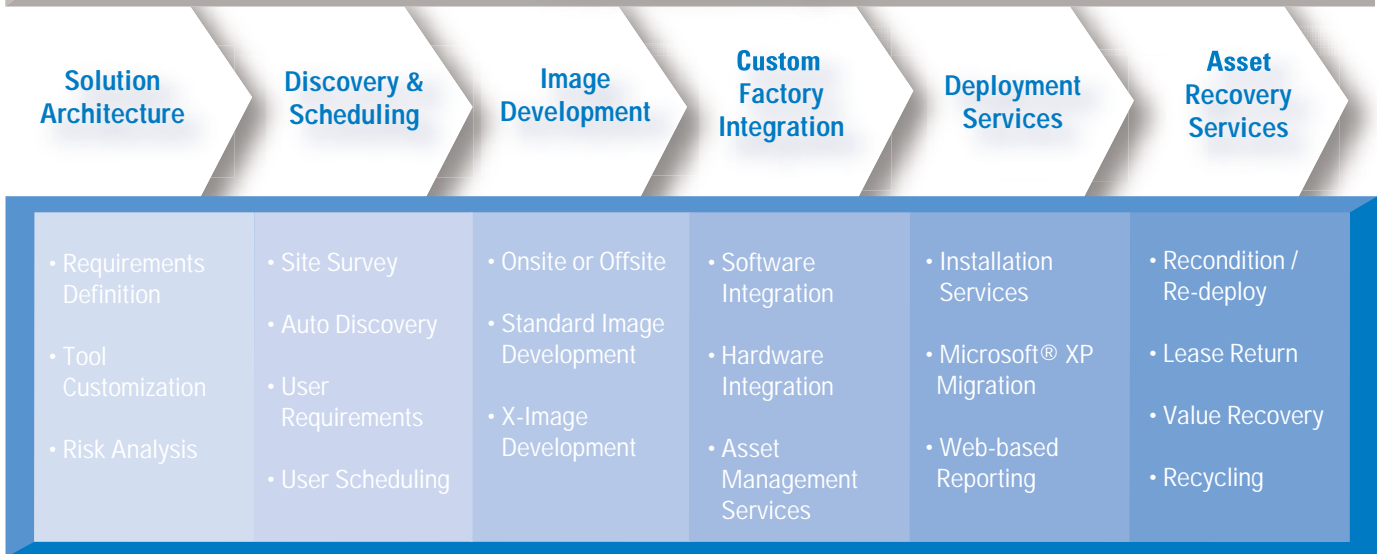 Solution
Architecture
Discovery &
Scheduling
Image
Development
Custom
Factory
Integration
Deployment
Services
Asset
Recovery
Services
• Requirements
Definition
• Tool
Customization
• Risk Analysis
• Site Survey
• Auto Discovery
• User
Requirements
• User Scheduling
• Onsite or Offsite
• Standard Image
Development
• X-Image
Development
• Software
Integration
• Hardware
Integration
• Asset
Management
Services
• Installation
Services
• Microsoft® XP
Migration
• Web-based
Reporting
• Recondition /
Re-deploy
• Lease Return
• Value Recovery
• Recycling